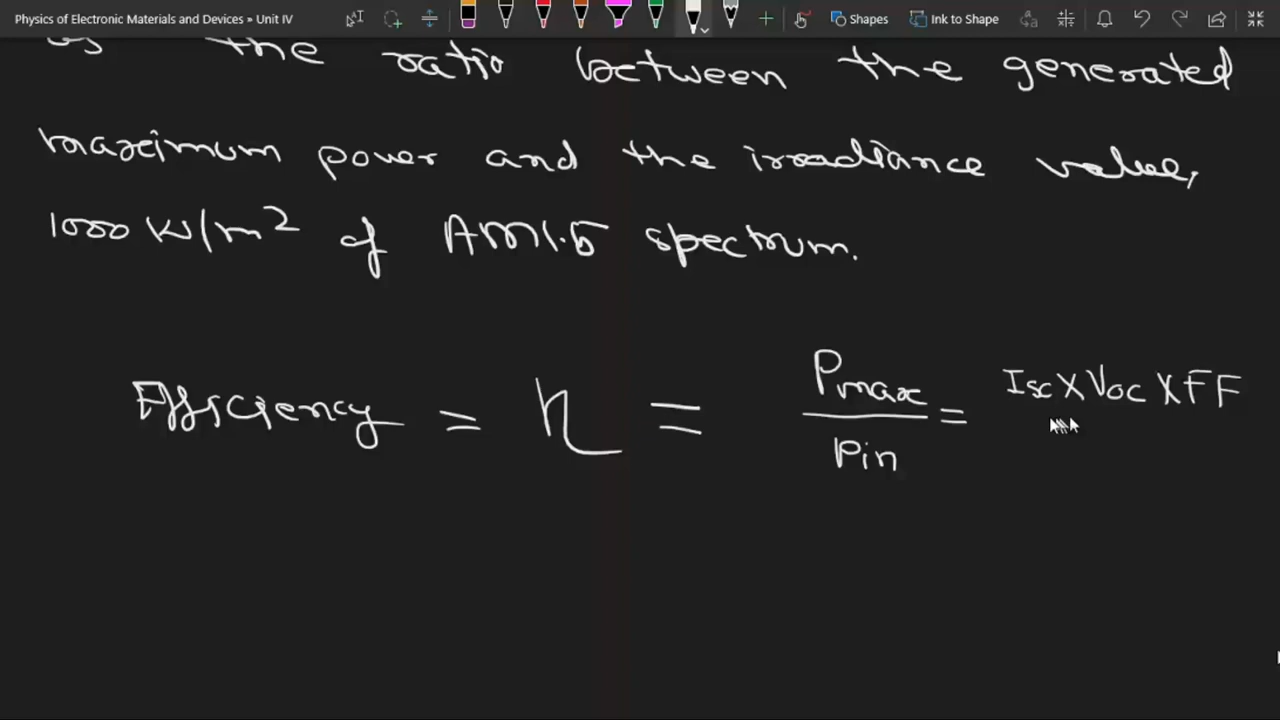 Physics of Electronic Materials and Devices » Unit IV
Shapes
Ink to Shape
is the ratio between the generated
maximum power and the irradiance value,
1000 W/m² of AM1.5 spectrum.
Efficiency = η = Pmax / Pin = Isc X Voc X FF